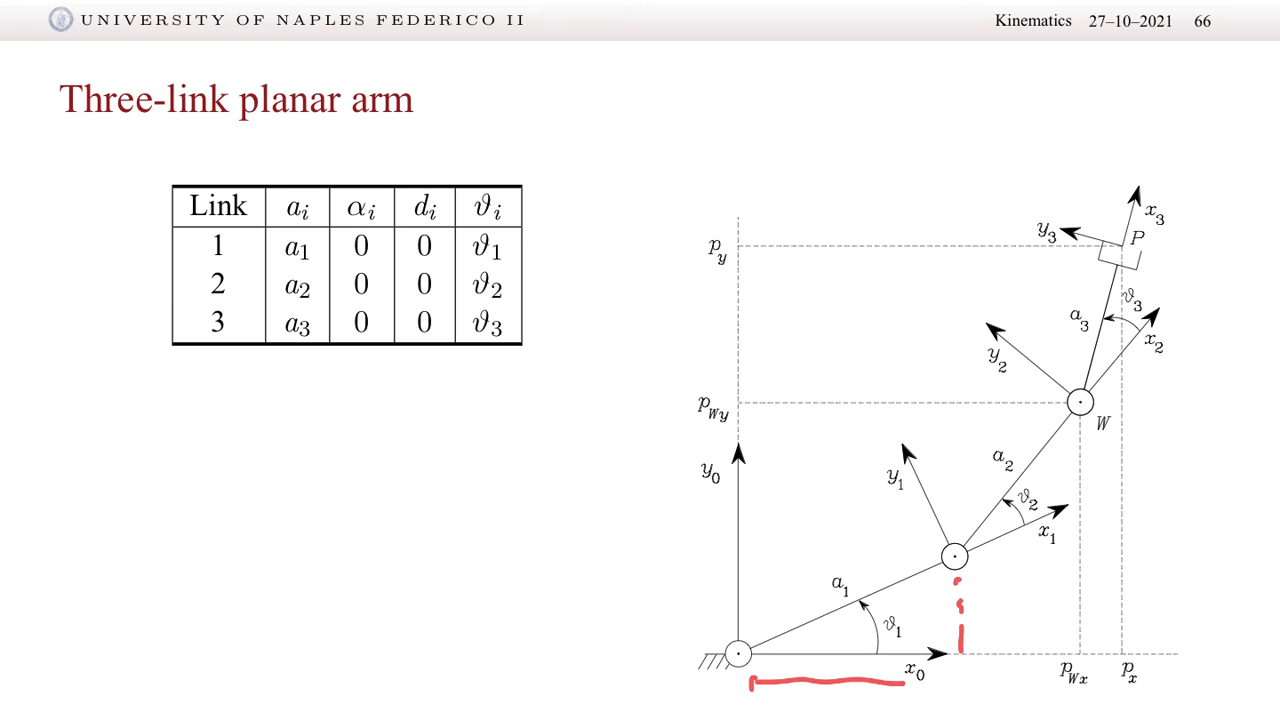 UNIVERSITY OF NAPLES FEDERICO II
Kinematics 27–10–2021 66
Three-link planar arm
Link a_i α_i d_i ϑ_i
1 a_1 0 0 ϑ_1
2 a_2 0 0 ϑ_2
3 a_3 0 0 ϑ_3
x_3
y_3 P
p_y
ϑ_3
a_3
x_2
y_2
p_Wy
W
a_2
y_0
y_1
ϑ_2
x_1
a_1
ϑ_1
x_0 p_Wx p_x